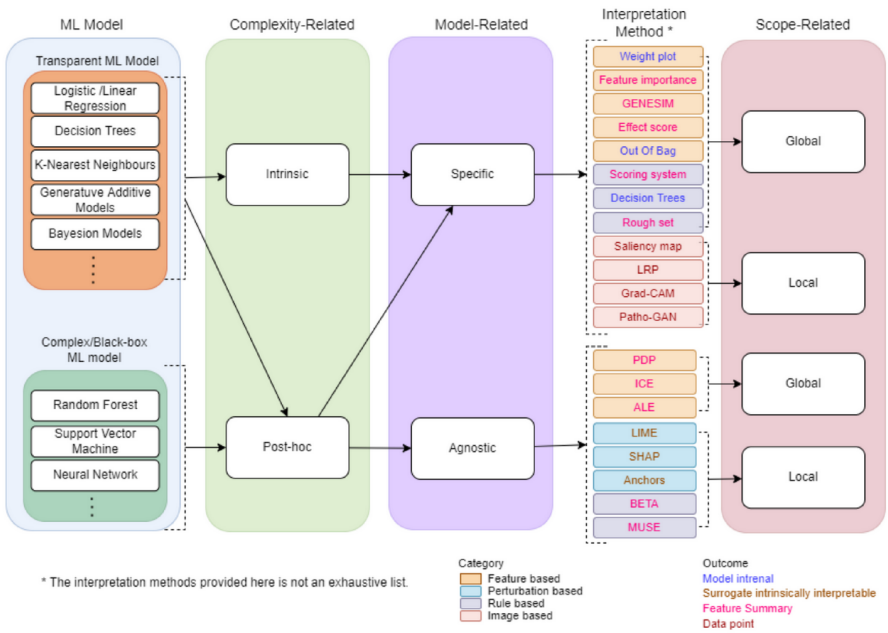 ML Model
Complexity-Related
Model-Related
Interpretation
Method *
Scope-Related
Transparent ML Model
Logistic /Linear
Regression
Decision Trees
K-Nearest Neighbours
Generatuve Additive
Models
Bayesion Models
Complex/Black-box
ML model
Random Forest
Support Vector
Machine
Neural Network
Intrinsic
Post-hoc
Specific
Agnostic
Weight plot
Feature importance
GENESIM
Effect score
Out Of Bag
Scoring system
Decision Trees
Rough set
Saliency map
LRP
Grad-CAM
Patho-GAN
PDP
ICE
ALE
LIME
SHAP
Anchors
BETA
MUSE
Global
Local
Global
Local
* The interpretation methods provided here is not an exhaustive list.
Category
Feature based
Perturbation based
Rule based
Image based
Outcome
Model intrenal
Surrogate intrinsically interpretable
Feature Summary
Data point